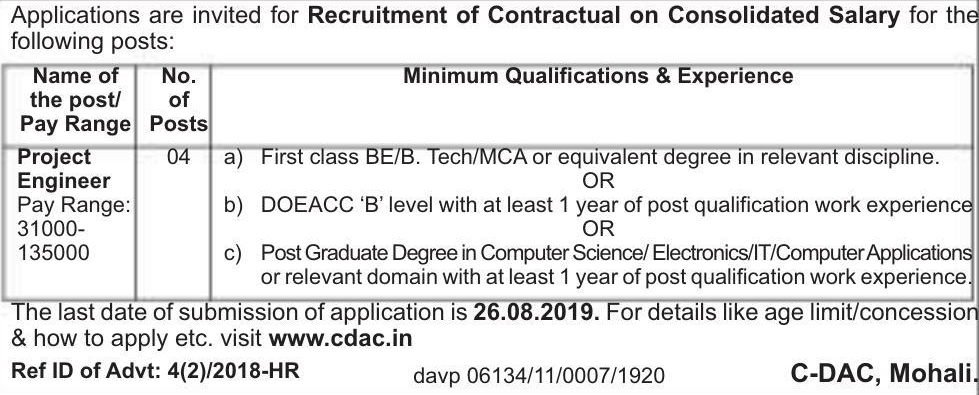 Applications are invited for Recruitment of Contractual on Consolidated Salary for the
following posts:
Name of
the post/
Pay Range
No.
of
Posts
Minimum Qualifications & Experience
Project
Engineer
Pay Range:
31000-
135000
04
a) First class BE/B. Tech/MCA or equivalent degree in relevant discipline.
OR
b) DOEACC ‘B’ level with at least 1 year of post qualification work experience
OR
c) Post Graduate Degree in Computer Science/ Electronics/IT/Computer Applications
or relevant domain with at least 1 year of post qualification work experience.
The last date of submission of application is 26.08.2019. For details like age limit/concession
& how to apply etc. visit www.cdac.in
Ref ID of Advt: 4(2)/2018-HR
davp 06134/11/0007/1920
C-DAC, Mohali.